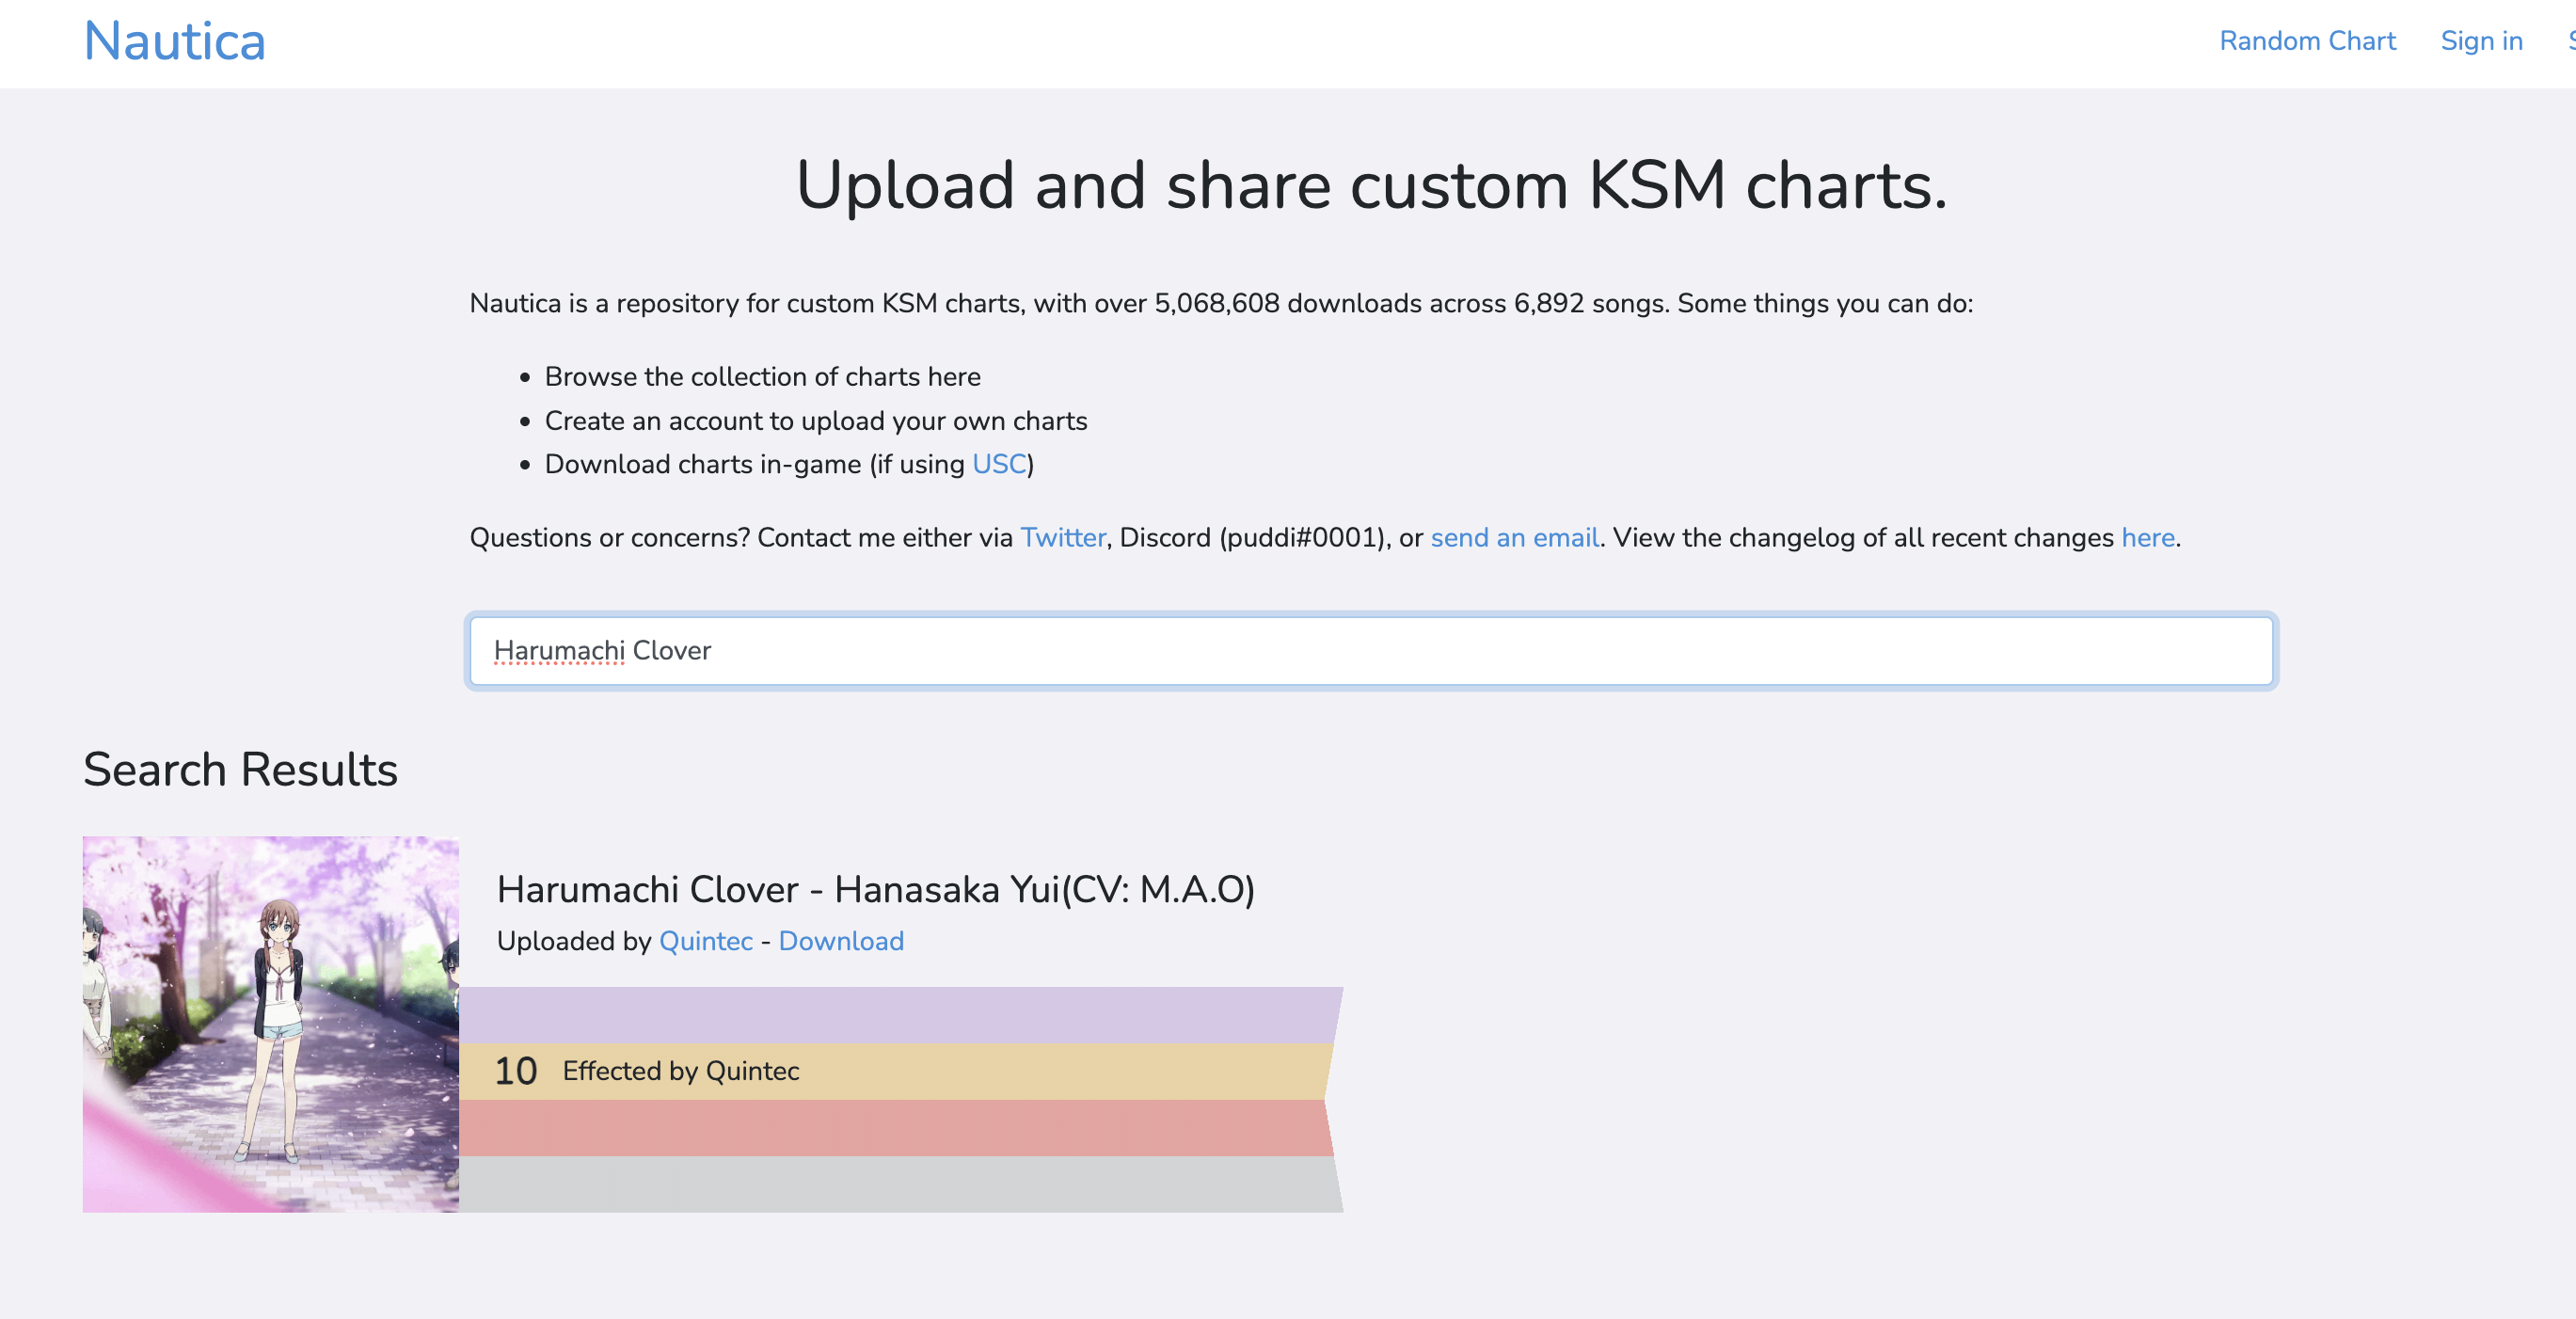 Nautica
Random Chart
Sign in
Upload and share custom KSM charts.
Nautica is a repository for custom KSM charts, with over 5,068,608 downloads across 6,892 songs. Some things you can do:
Browse the collection of charts here
Create an account to upload your own charts
Download charts in-game (if using USC)
Questions or concerns? Contact me either via Twitter, Discord (puddi#0001), or send an email. View the changelog of all recent changes here.
Harumachi Clover
Search Results
Harumachi Clover - Hanasaka Yui(CV: M.A.O)
Uploaded by Quintec - Download
10 Effected by Quintec